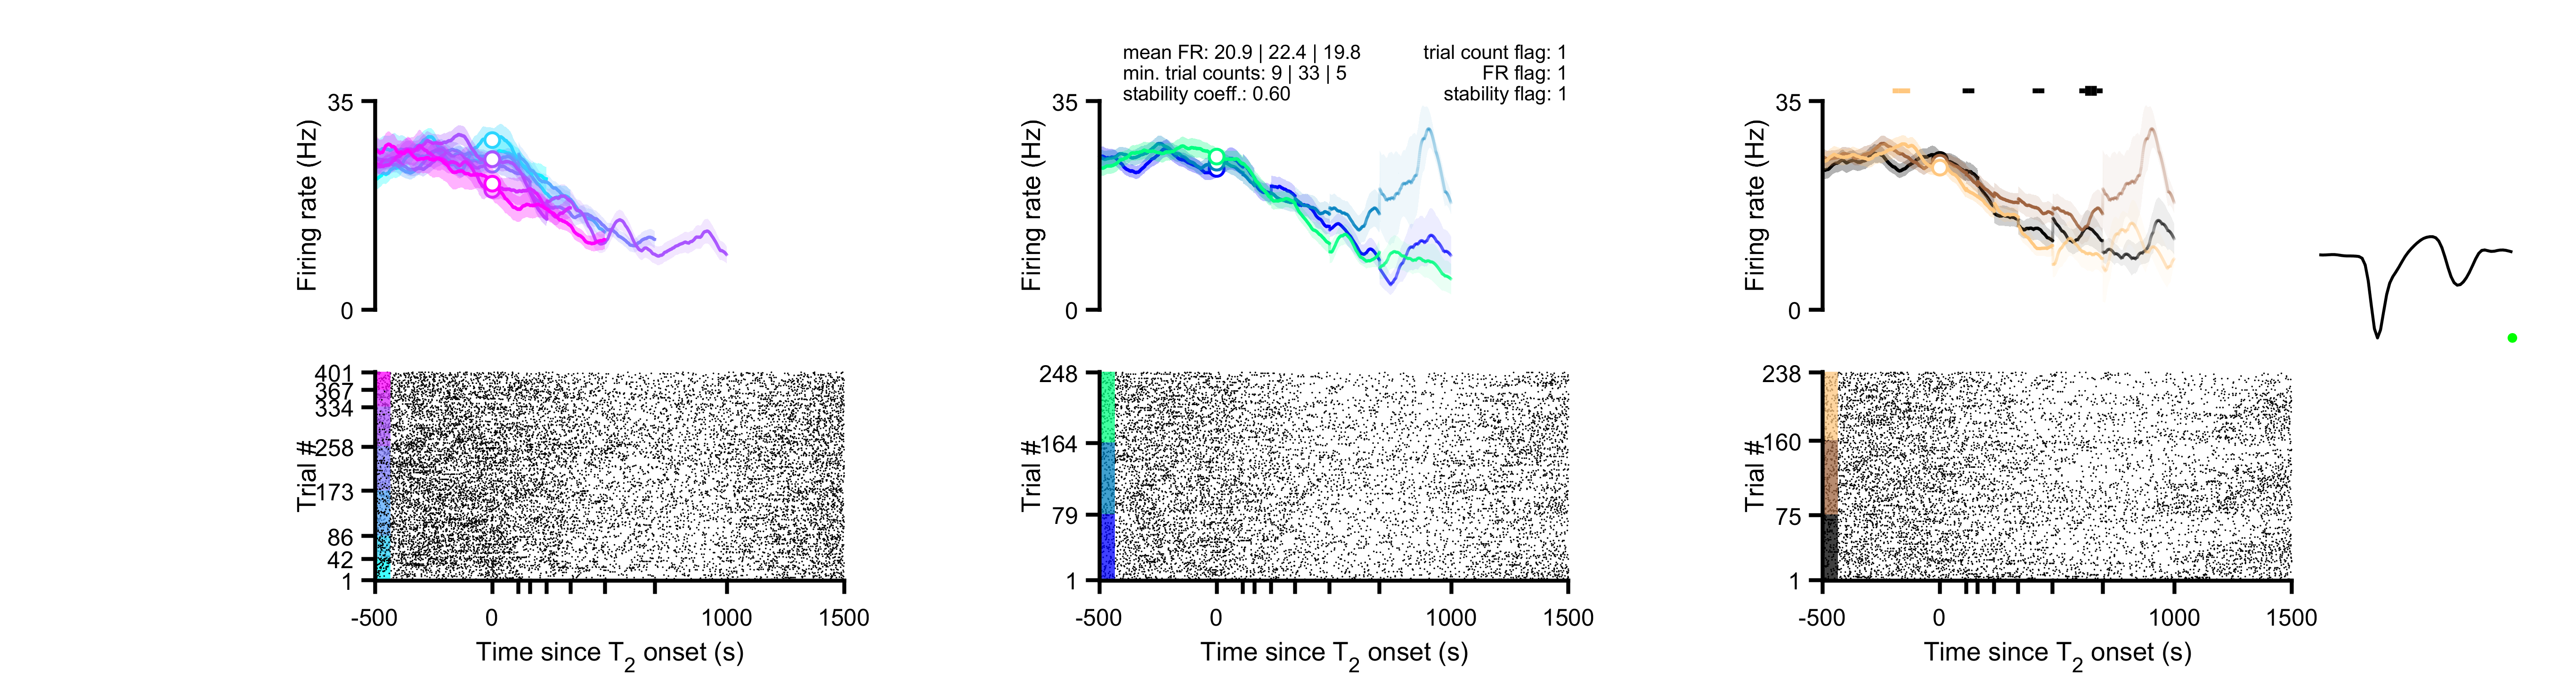 mean FR: 20.9 | 22.4 | 19.8
min. trial counts: 9 | 33 | 5
stability coeff.: 0.60
trial count flag: 1
FR flag: 1
stability flag: 1
35
Firing rate (Hz)
0
35
Firing rate (Hz)
0
35
Firing rate (Hz)
0
401
367
334
258
173
86
42
1
Trial #
-500
0
1000
1500
Time since T2 onset (s)
248
164
79
1
Trial #
-500
0
1000
1500
Time since T2 onset (s)
238
160
75
1
Trial #
-500
0
1000
1500
Time since T2 onset (s)